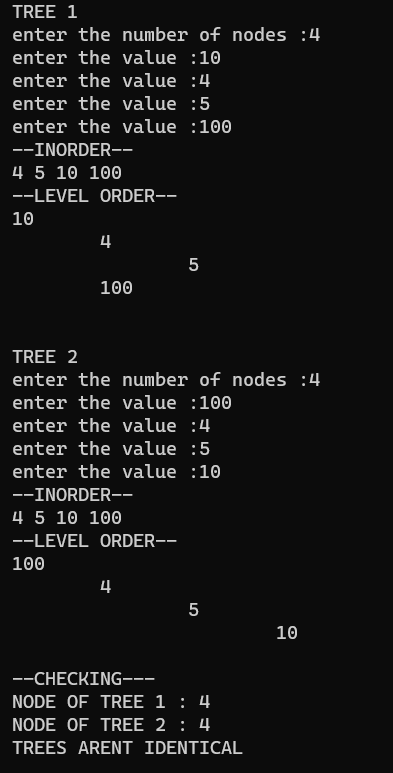 TREE 1
enter the number of nodes :4
enter the value :10
enter the value :4
enter the value :5
enter the value :100
--INORDER--
4 5 10 100
--LEVEL ORDER--
10
4
5
100
TREE 2
enter the number of nodes :4
enter the value :100
enter the value :4
enter the value :5
enter the value :10
--INORDER--
4 5 10 100
--LEVEL ORDER--
100
4
5
10
--CHECKING---
NODE OF TREE 1 : 4
NODE OF TREE 2 : 4
TREES ARENT IDENTICAL